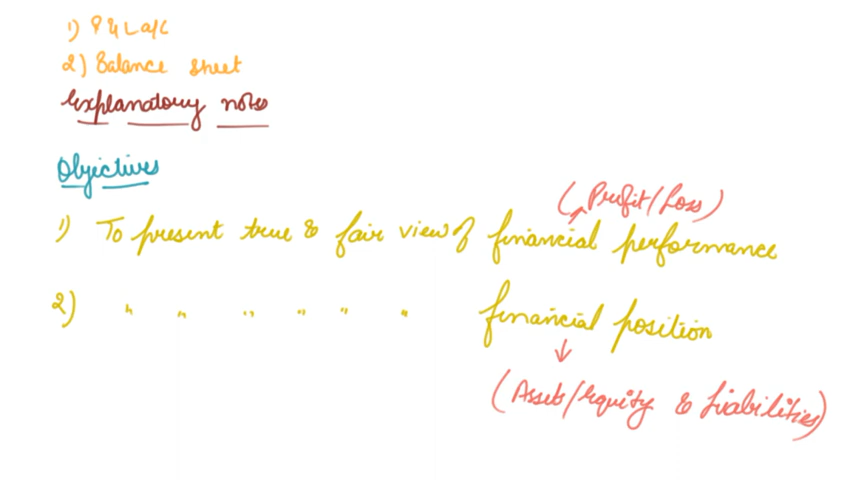 1) P & L a/c
2) Balance sheet
Explanatory notes
Objectives
(Profit/Loss)
1) To present true & fair view of financial performance
2) " " " " " " financial position
↓
(Assets/Equity & Liabilities)